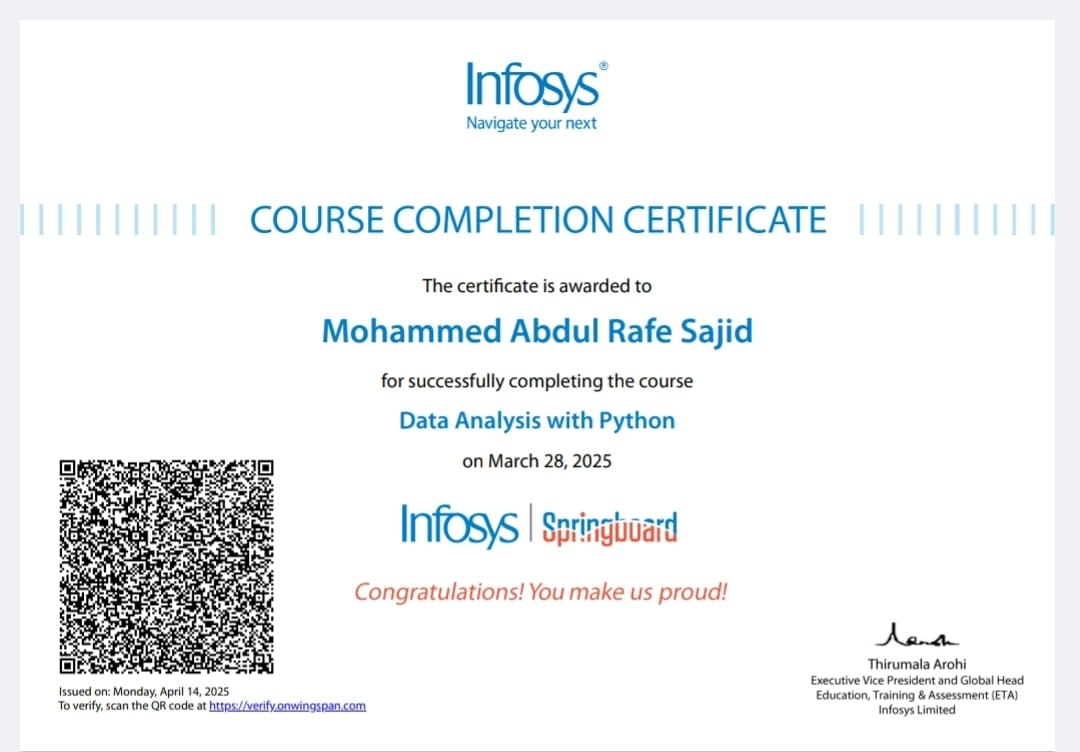 Infosys®
Navigate your next
COURSE COMPLETION CERTIFICATE
The certificate is awarded to
Mohammed Abdul Rafe Sajid
for successfully completing the course
Data Analysis with Python
on March 28, 2025
Infosys | Springboard
Congratulations! You make us proud!
Thirumala Arohi
Executive Vice President and Global Head
Education, Training & Assessment (ETA)
Infosys Limited
Issued on: Monday, April 14, 2025
To verify, scan the QR code at https://verify.onwingspan.com